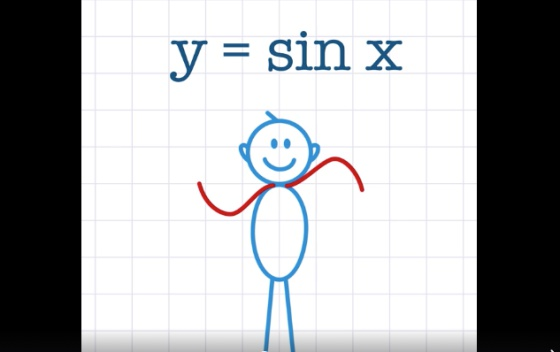 y = sin x